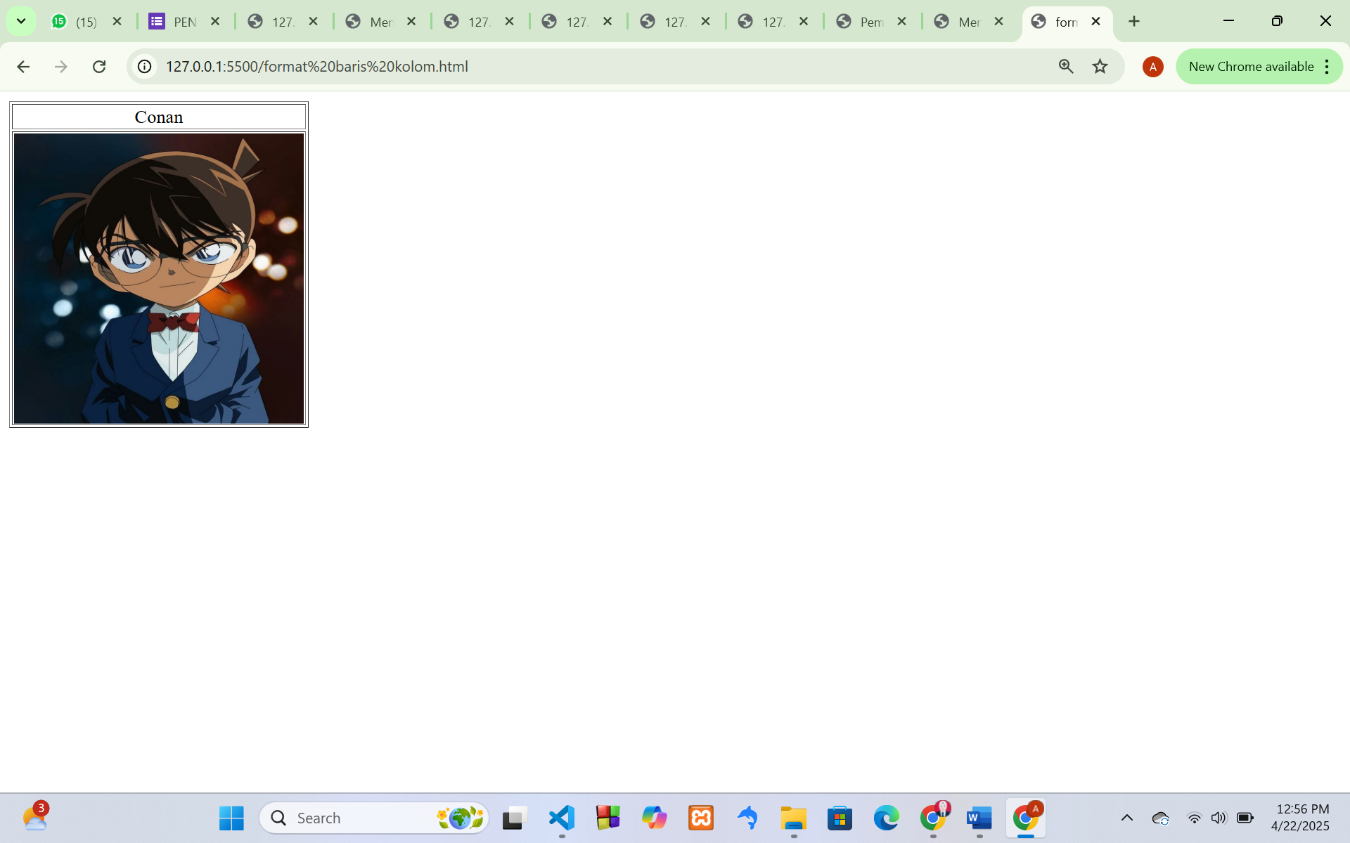 (15)
PEN
127.
Mer
127.
127.
127.
127.
Pem
Mer
form
127.0.0.1:5500/format%20baris%20kolom.html
A
New Chrome available
Conan
3
Search
W
A
12:56 PM
4/22/2025